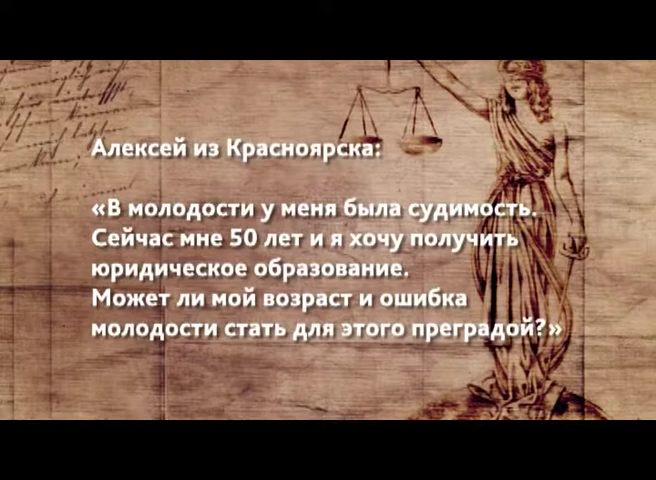 Алексей из Красноярска:
«В молодости у меня была судимость.
Сейчас мне 50 лет и я хочу получить
юридическое образование.
Может ли мой возраст и ошибка
молодости стать для этого преградой?»